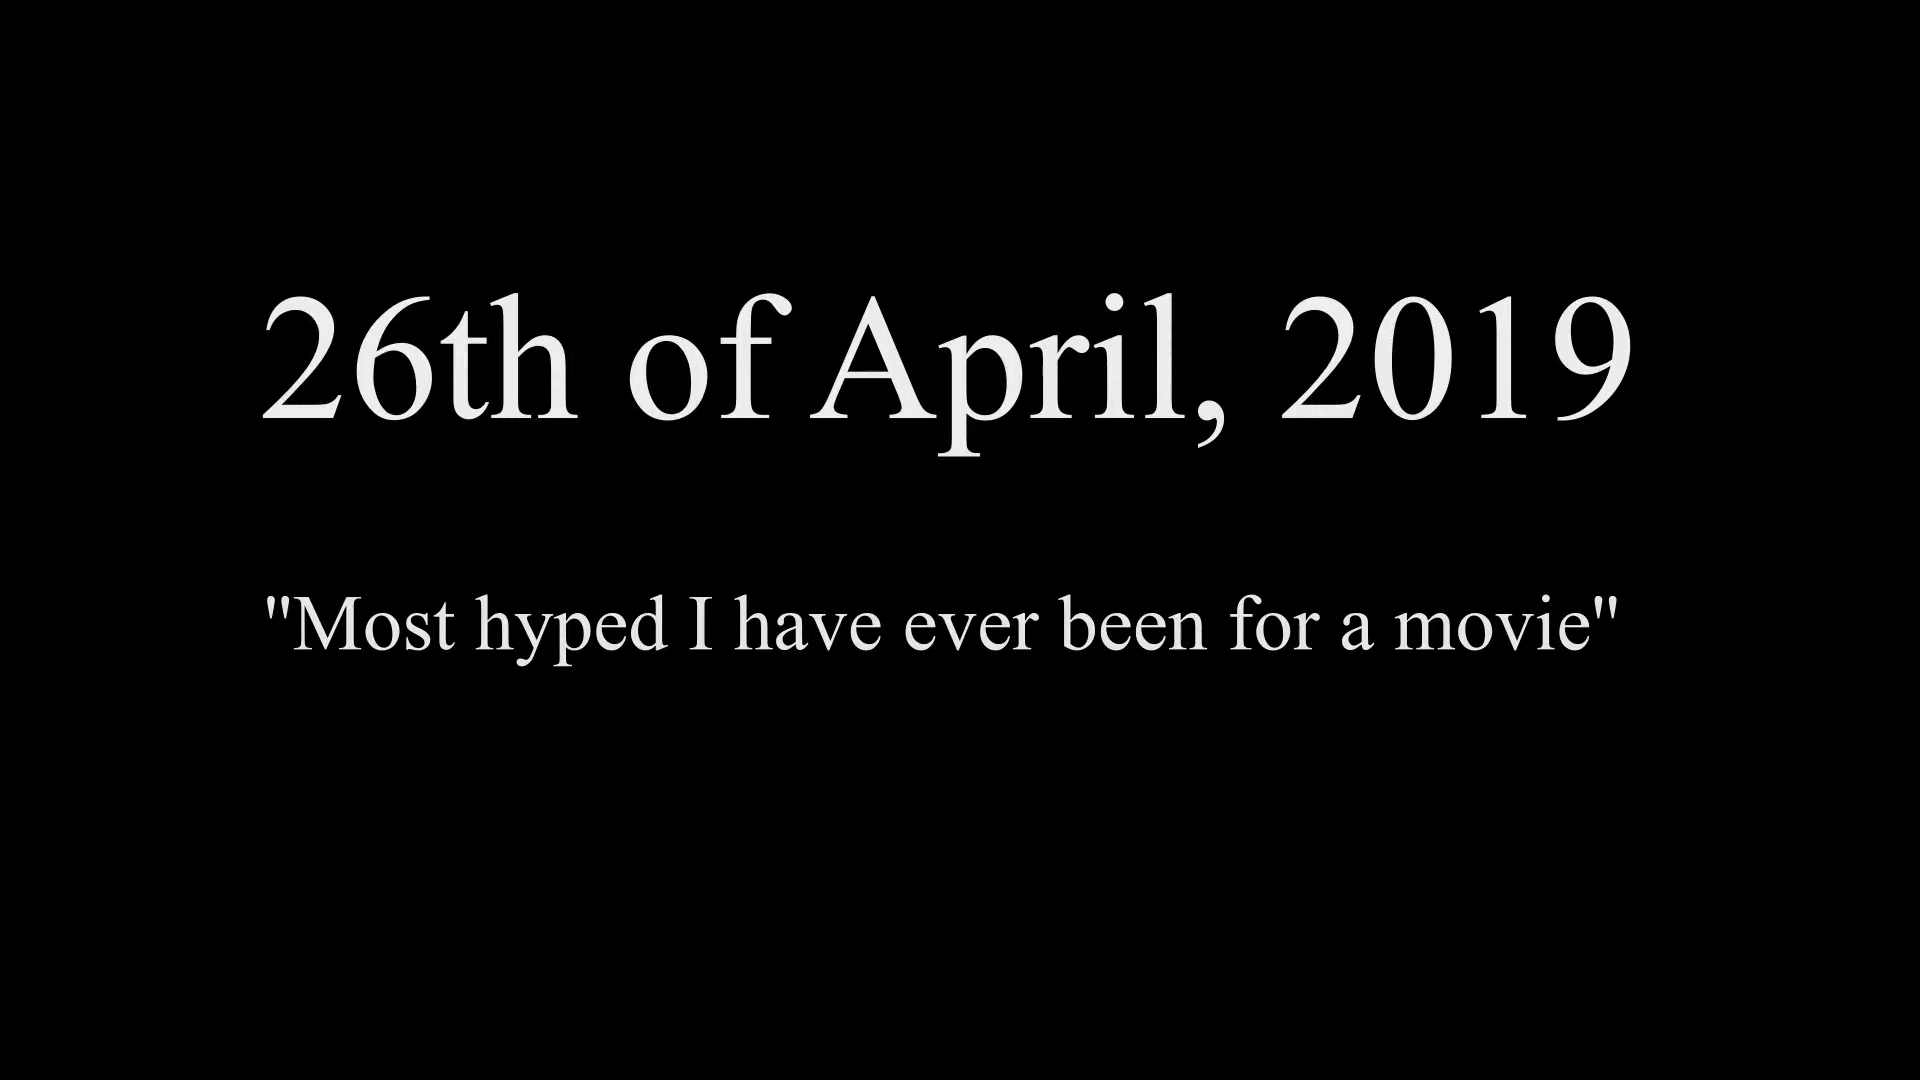 26th of April, 2019
"Most hyped I have ever been for a movie"